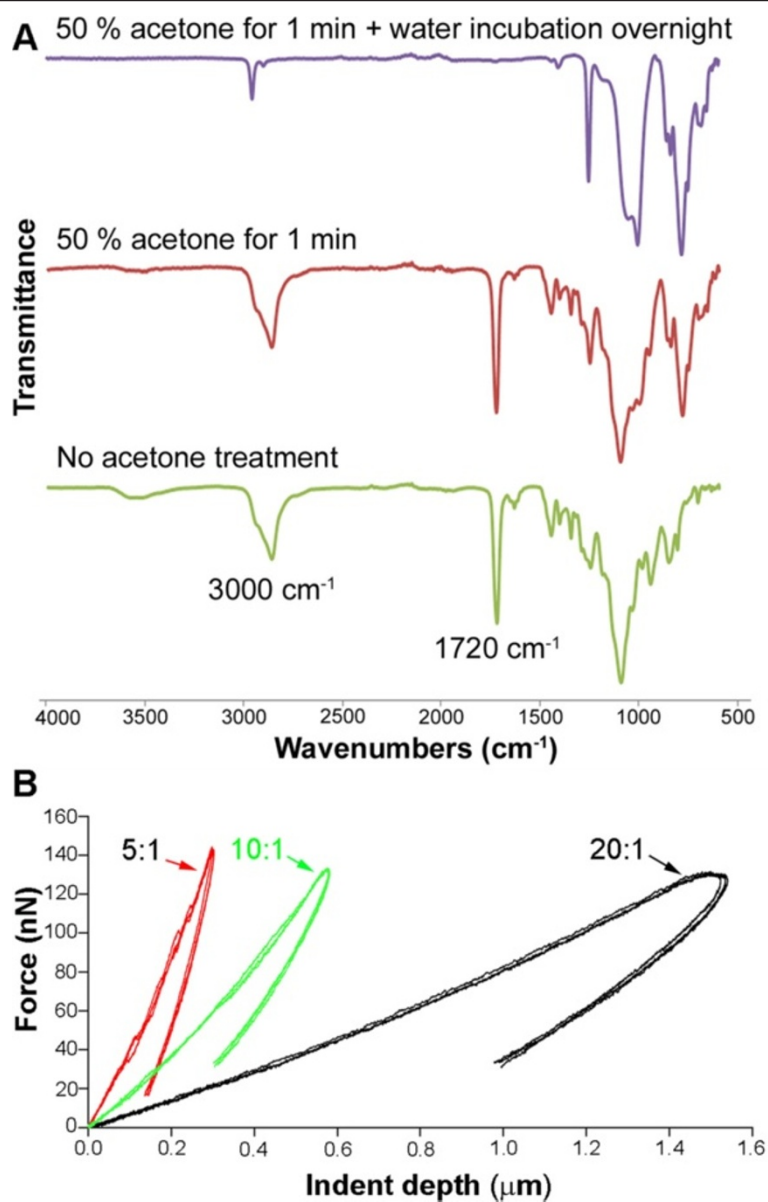 A
50 % acetone for 1 min + water incubation overnight
50 % acetone for 1 min
Transmittance
No acetone treatment
3000 cm⁻¹
1720 cm⁻¹
4000 3500 3000 2500 2000 1500 1000 500
Wavenumbers (cm⁻¹)
B
160
5:1 10:1 20:1
140
120
100
80
60
40
20
0
Force (nN)
0.0 0.2 0.4 0.6 0.8 1.0 1.2 1.4 1.6
Indent depth (μm)